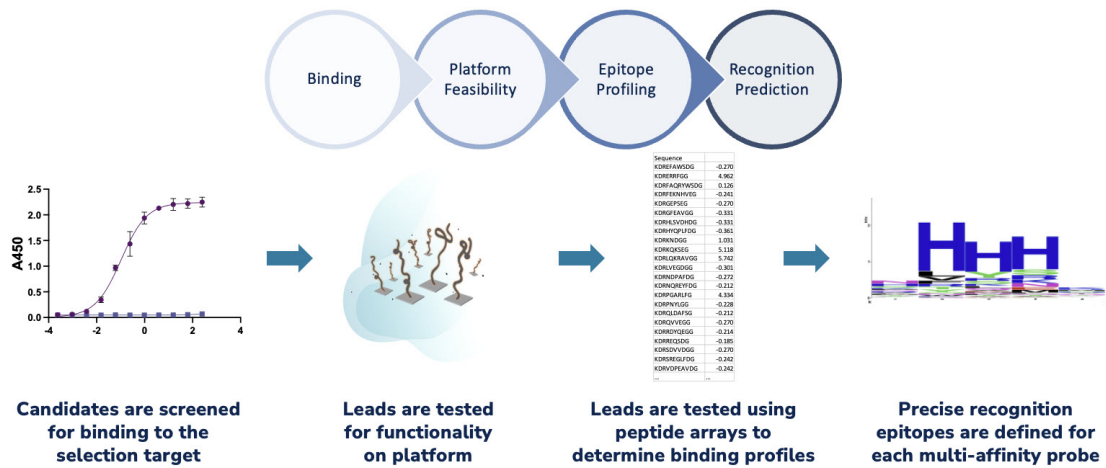 Binding
Platform
Feasibility
Epitope
Profiling
Recognition
Prediction
A450
2.5
2.0
1.5
1.0
0.5
0.0
-4
-2
0
2
4
Sequence
KDREFAWSDG -0.270
KDRERRFGG 4.962
KDRFAQRYWSDG 0.126
KDRFEKNHVEG -0.241
KDRGEPSEG -0.270
KDRGFEAVGG -0.331
KDRHLSVDHDG -0.331
KDRHYQPLFDG -0.361
KDRKNDGG 1.031
KDRKQKSEG 5.118
KDRLQKRAVGG 5.742
KDRLVEGDGG -0.301
KDRNDPAFDG -0.272
KDRNQREYFDG -0.212
KDRPGARLFG 4.334
KDRPNYLGG -0.228
KDRQLDAFSG -0.212
KDRQVVEGG -0.270
KDRRDYQEGG -0.214
KDRREQSDG -0.185
KDRSDVVDGG -0.270
KDRSREGLFDG -0.242
KDRVDPEAVDG -0.242
... ...
H H H
Candidates are screened
for binding to the
selection target
Leads are tested
for functionality
on platform
Leads are tested using
peptide arrays to
determine binding profiles
Precise recognition
epitopes are defined for
each multi-affinity probe